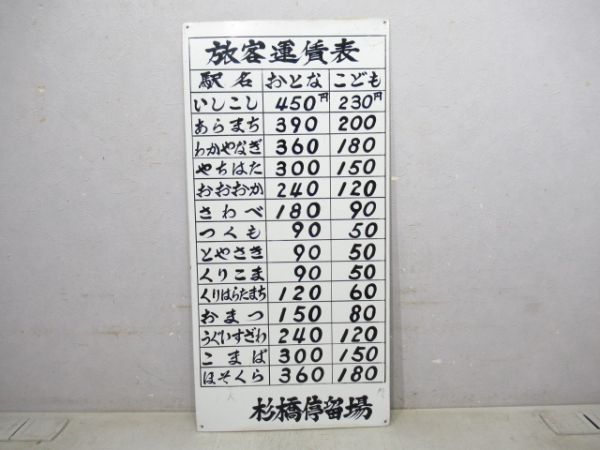 旅客運賃表
駅名 おとな こども
いしこし 450円 230円
あらまち 390 200
わかやなぎ 360 180
やちはた 300 150
おおおか 240 120
さわべ 180 90
つくも 90 50
とやさき 90 50
くりこま 90 50
くりはらたまち 120 60
おまつ 150 80
うぐいすざわ 240 120
こまば 300 150
ほそくら 360 180
杉橋停留場